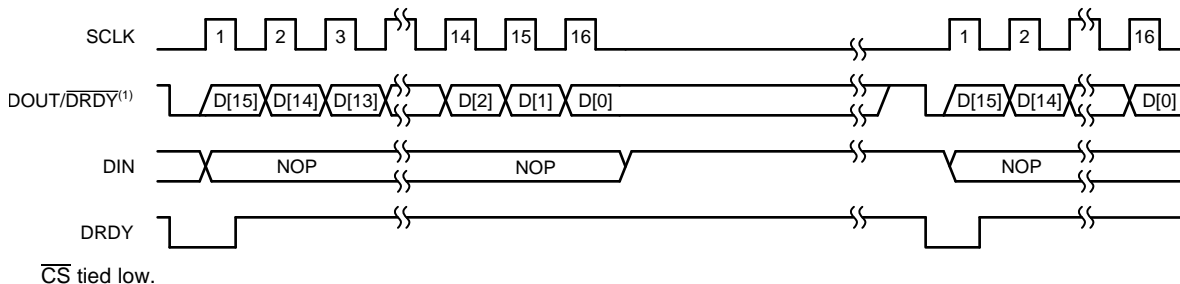 SCLK 1 2 3 14 15 16 1 2 16
DOUT/DRDY(1) D[15] D[14] D[13] D[2] D[1] D[0] D[15] D[14] D[0]
DIN NOP NOP NOP
DRDY
CS tied low.